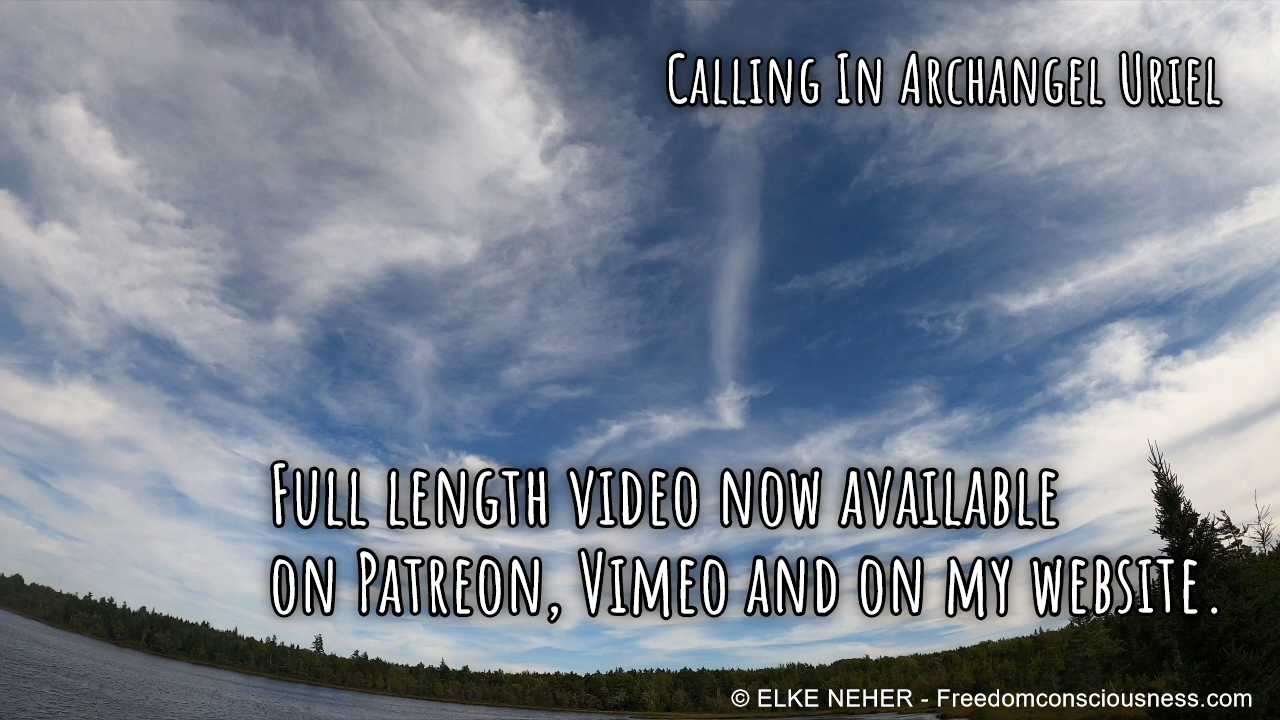 Calling In Archangel Uriel
Full length video now available
on Patreon, Vimeo and on my website.
© ELKE NEHER - Freedomconsciousness.com